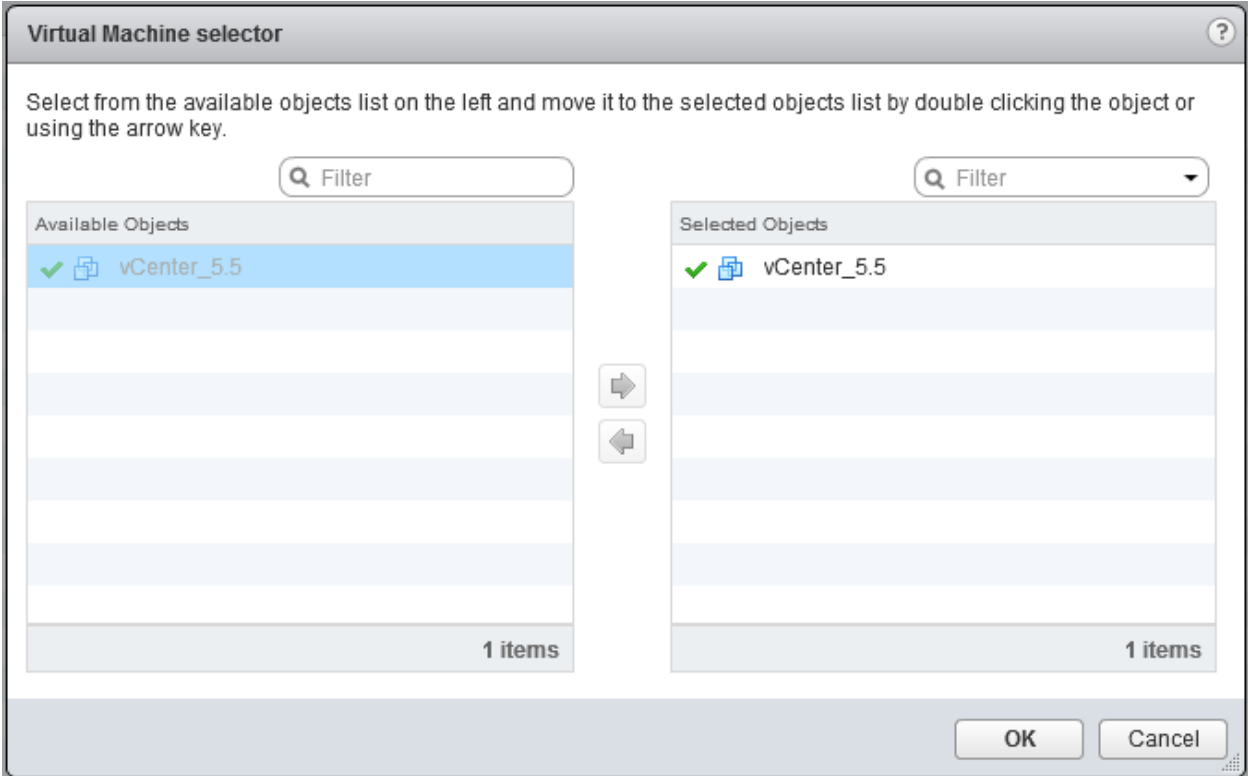 Virtual Machine selector
?
Select from the available objects list on the left and move it to the selected objects list by double clicking the object or
using the arrow key.
Filter
Filter
Available Objects
Selected Objects
vCenter_5.5
vCenter_5.5
1 items
1 items
OK
Cancel